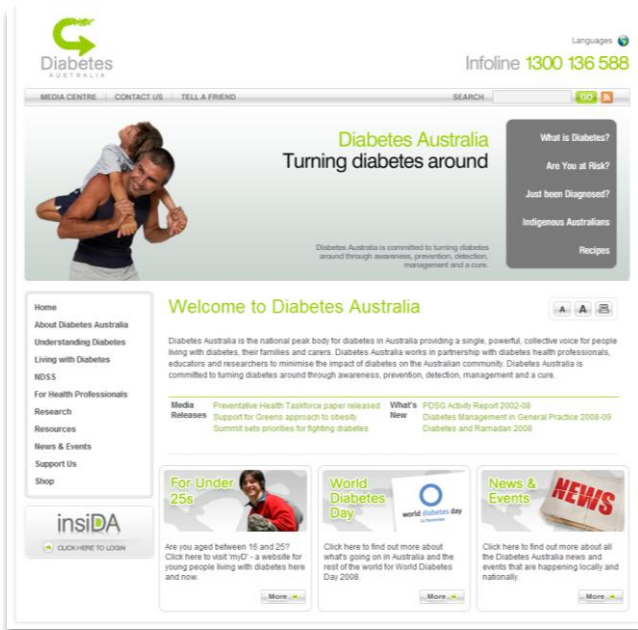 Diabetes
AUSTRALIA
Languages
Infoline 1300 136 588
MEDIA CENTRE
CONTACT US
TELL A FRIEND
SEARCH
GO
Diabetes Australia
Turning diabetes around
Diabetes Australia is committed to turning diabetes
around through awareness, prevention, detection,
management and a cure.
What is Diabetes?
Are You at Risk?
Just been Diagnosed?
Indigenous Australians
Recipes
Home
About Diabetes Australia
Understanding Diabetes
Living with Diabetes
NDSS
For Health Professionals
Research
Resources
News & Events
Support Us
Shop
insiDA
CLICK HERE TO LOGIN
Welcome to Diabetes Australia
A A
Diabetes Australia is the national peak body for diabetes in Australia providing a single, powerful, collective voice for people
living with diabetes, their families and carers. Diabetes Australia works in partnership with diabetes health professionals,
educators and researchers to minimise the impact of diabetes on the Australian community. Diabetes Australia is
committed to turning diabetes around through awareness, prevention, detection, management and a cure.
Media
Releases
Preventative Health Taskforce paper released
Support for Greens approach to obesity
Summit sets priorities for fighting diabetes
What's
New
PDSG Activity Report 2002-08
Diabetes Management in General Practice 2008-09
Diabetes and Ramadan 2008
For Under
25s
Are you aged between 16 and 25?
Click here to visit 'myD' - a website for
young people living with diabetes here
and now.
More
World
Diabetes
Day
world diabetes day
Click here to find out more about
what's going on in Australia and the
rest of the world for World Diabetes
Day 2008.
More
News &
Events
NEWS
Click here to find out more about all
the Diabetes Australia news and
events that are happening locally and
nationally.
More